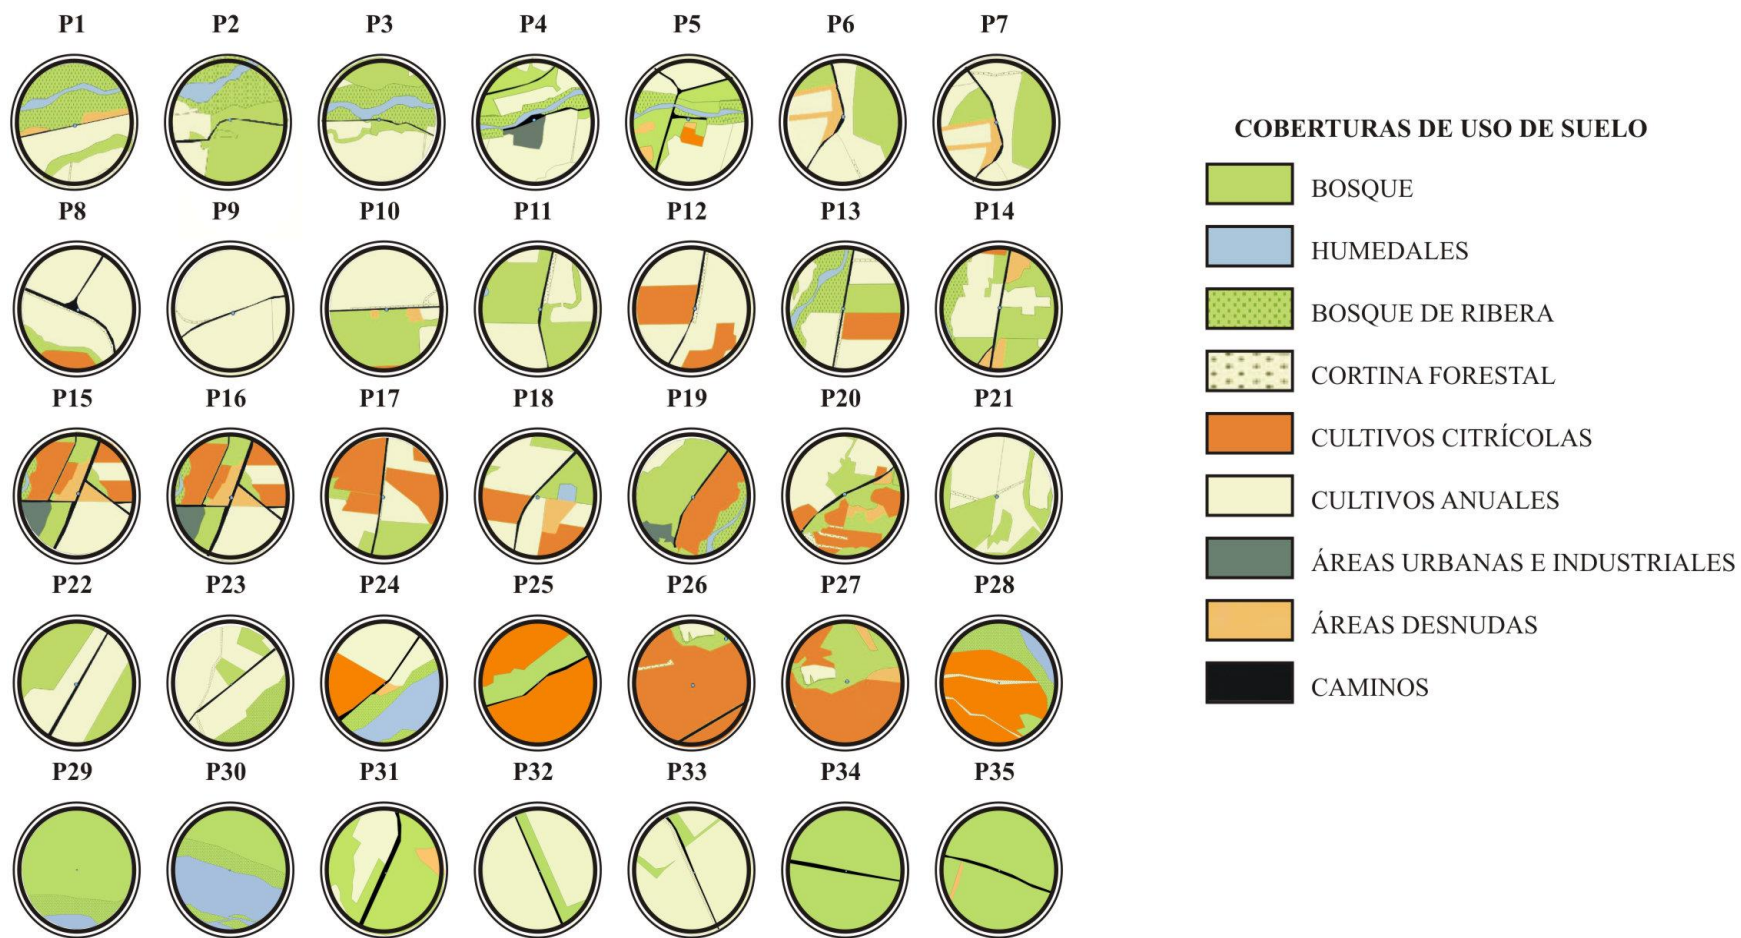 P1 P2 P3 P4 P5 P6 P7
P8 P9 P10 P11 P12 P13 P14
P15 P16 P17 P18 P19 P20 P21
P22 P23 P24 P25 P26 P27 P28
P29 P30 P31 P32 P33 P34 P35
COBERTURAS DE USO DE SUELO
BOSQUE
HUMEDALES
BOSQUE DE RIBERA
CORTINA FORESTAL
CULTIVOS CITRÍCOLAS
CULTIVOS ANUALES
ÁREAS URBANAS E INDUSTRIALES
ÁREAS DESNUDAS
CAMINOS